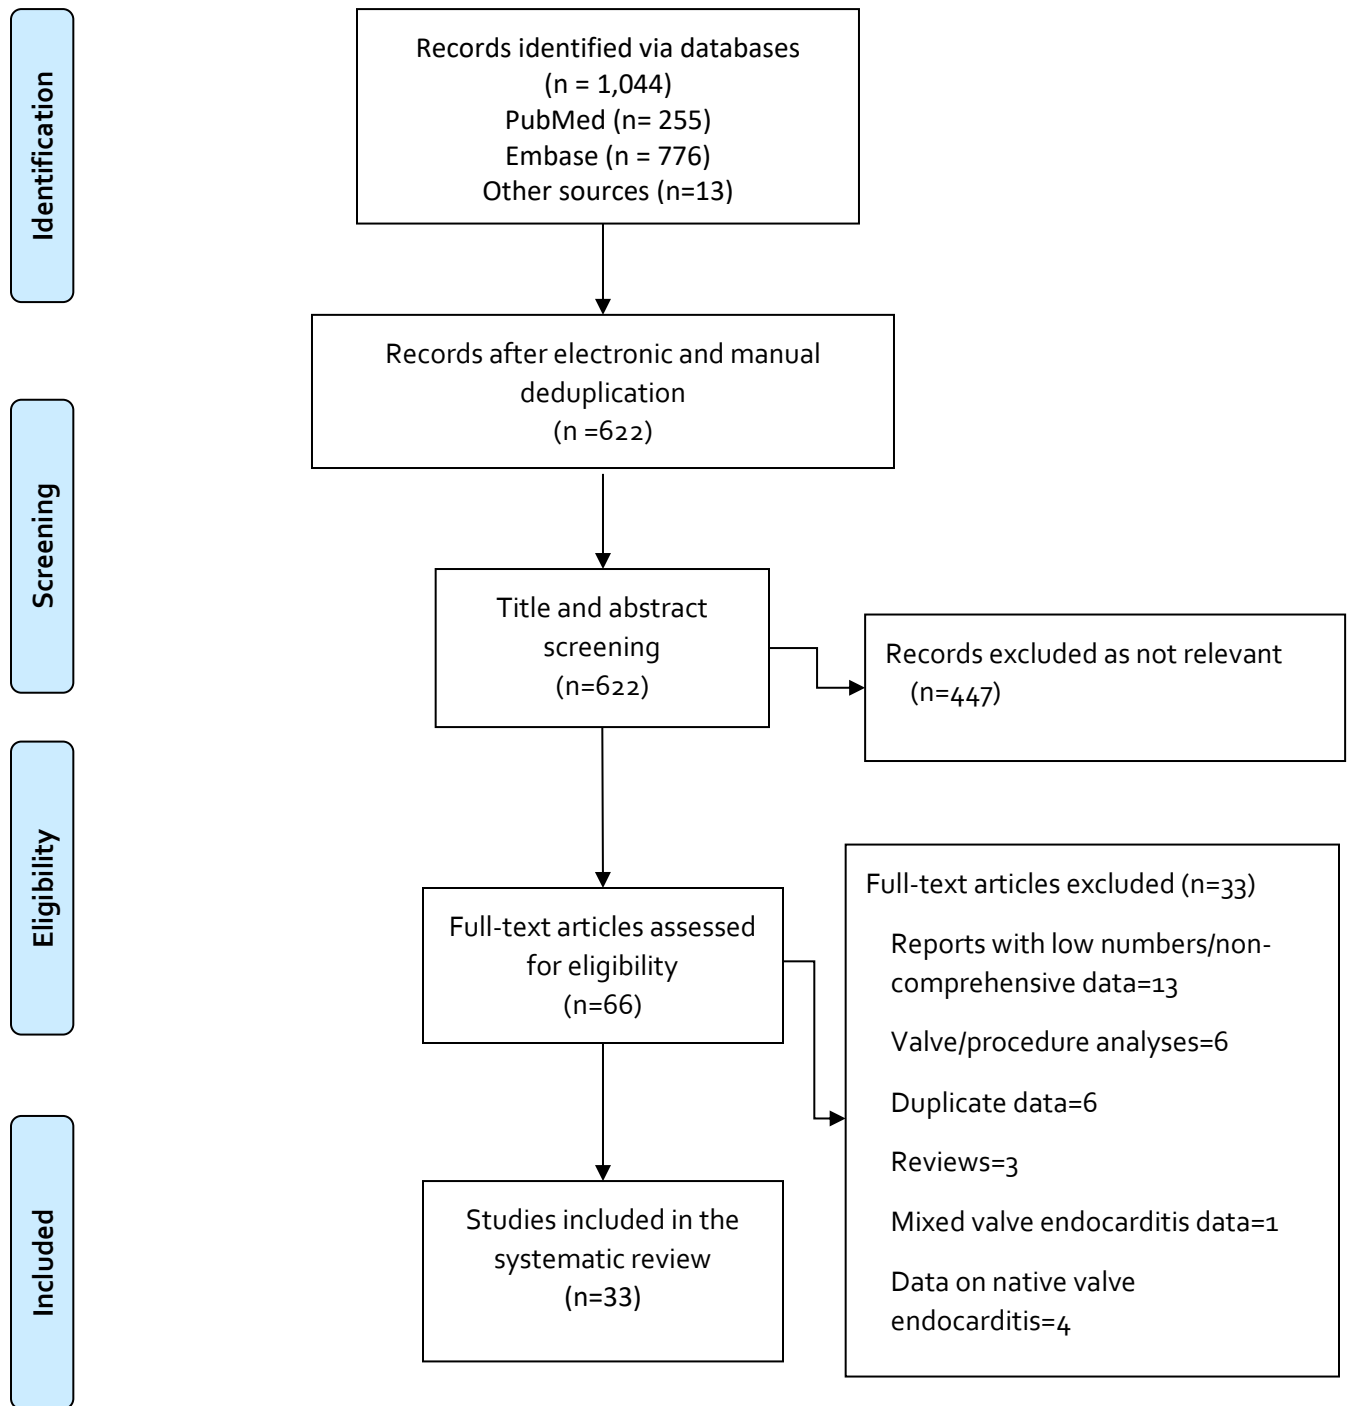 Identification
Records identified via databases
(n = 1,044)
PubMed (n= 255)
Embase (n = 776)
Other sources (n=13)
Records after electronic and manual
deduplication
(n =622)
Screening
Title and abstract
screening
(n=622)
Records excluded as not relevant
(n=447)
Eligibility
Full-text articles assessed
for eligibility
(n=66)
Full-text articles excluded (n=33)
Reports with low numbers/non-
comprehensive data=13
Valve/procedure analyses=6
Duplicate data=6
Reviews=3
Mixed valve endocarditis data=1
Data on native valve
endocarditis=4
Included
Studies included in the
systematic review
(n=33)